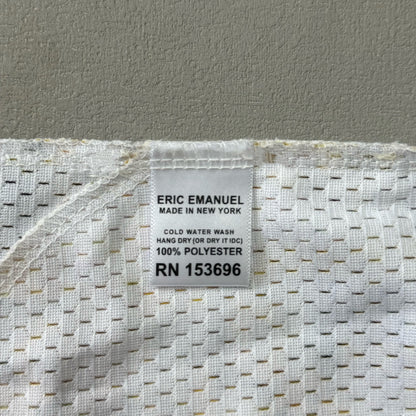 ERIC EMANUEL
MADE IN NEW YORK
COLD WATER WASH
HANG DRY (OR DRY IT IDC)
100% POLYESTER
RN 153696